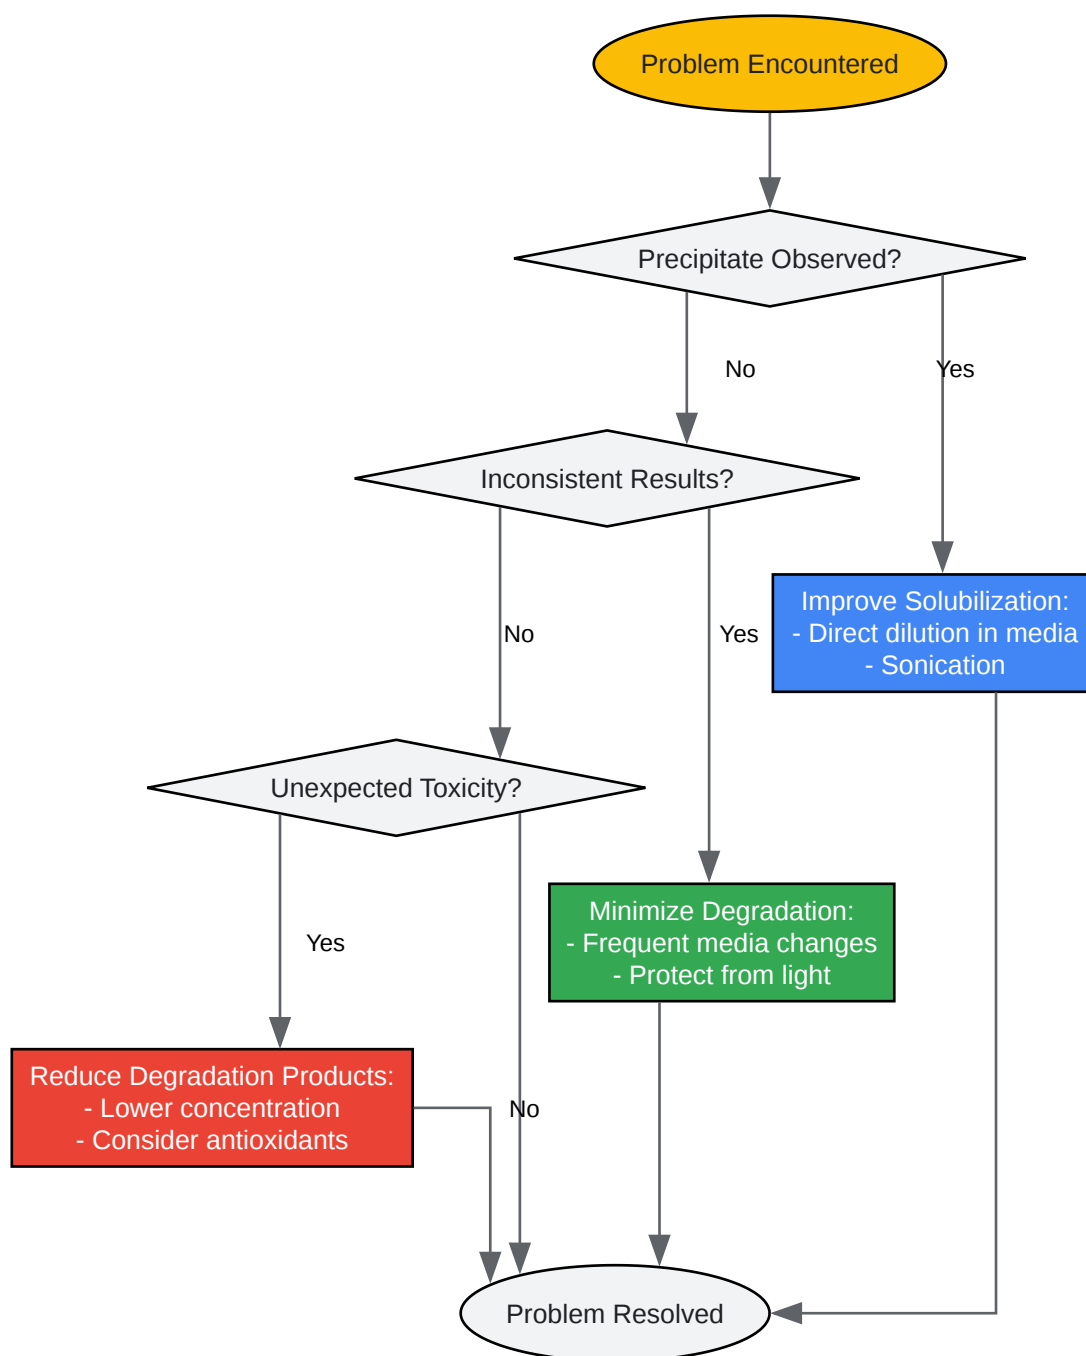 Problem Encountered
Precipitate Observed?
No
Yes
Inconsistent Results?
Improve Solubilization:
- Direct dilution in media
- Sonication
No
Yes
Unexpected Toxicity?
Minimize Degradation:
- Frequent media changes
- Protect from light
Yes
Reduce Degradation Products:
- Lower concentration
- Consider antioxidants
No
Problem Resolved